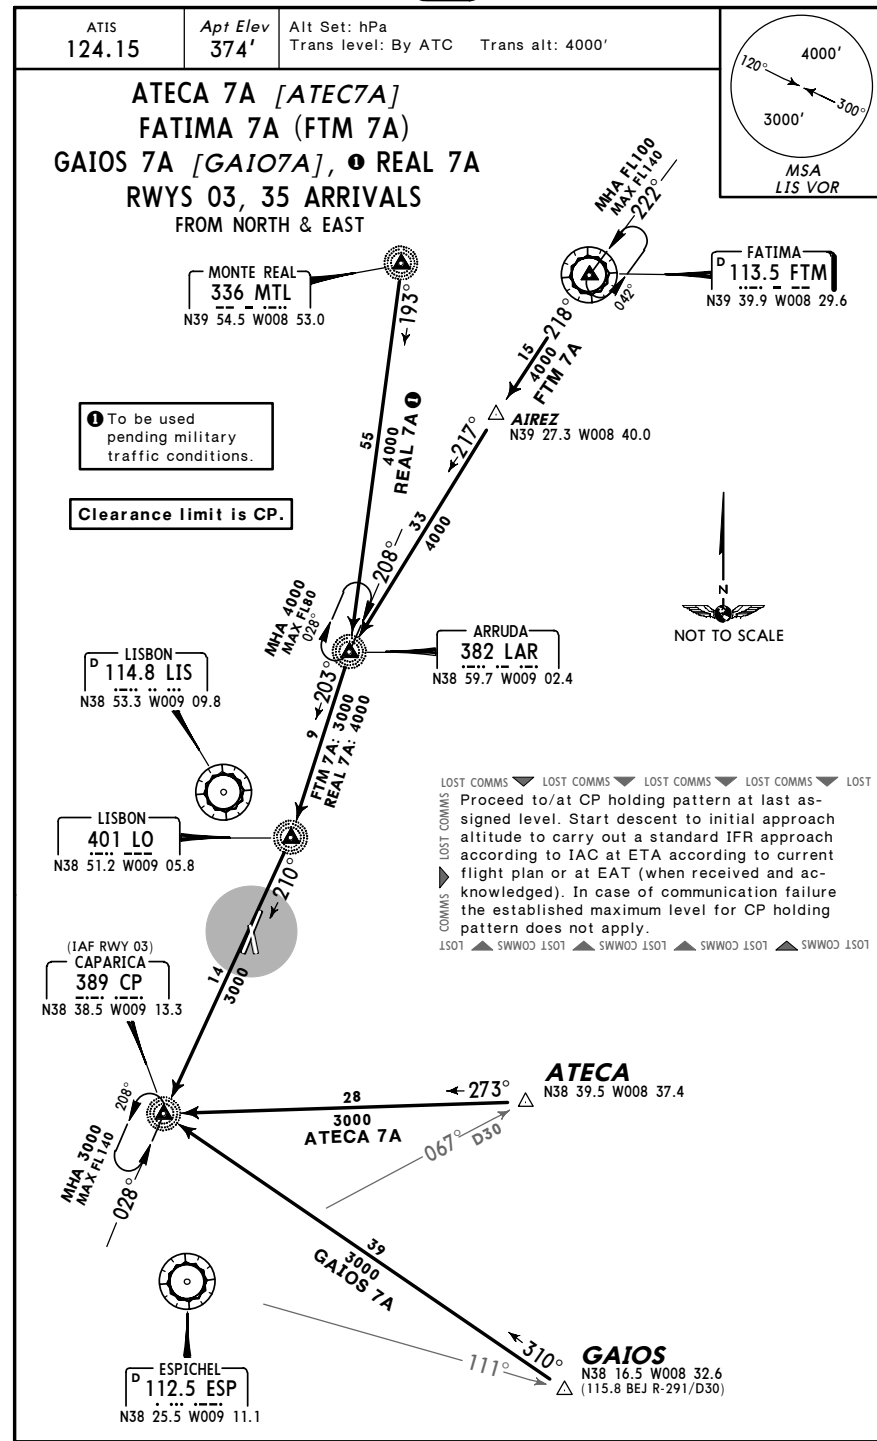 ATIS
124.15
Apt Elev
374'
Alt Set: hPa
Trans level: By ATC Trans alt: 4000'
120°
4000'
3000'
300°
MSA
LIS VOR
ATECA 7A [ATEC7A]
FATIMA 7A (FTM 7A)
GAIOS 7A [GAIO7A], ❶ REAL 7A
RWYS 03, 35 ARRIVALS
FROM NORTH & EAST
MHA FL100
MAX FL140
222°
042°
FATIMA
D 113.5 FTM
N39 39.9 W008 29.6
MONTE REAL
336 MTL
N39 54.5 W008 53.0
193°
218°
15
4000
FTM 7A
AIREZ
N39 27.3 W008 40.0
❶ To be used
pending military
traffic conditions.
55
4000
REAL 7A ❶
217°
33
4000
Clearance limit is CP.
208°
MHA 4000
MAX FL80
028°
N
NOT TO SCALE
ARRUDA
382 LAR
N38 59.7 W009 02.4
LISBON
D 114.8 LIS
N38 53.3 W009 09.8
203°
9
FTM 7A: 3000
REAL 7A: 4000
LISBON
401 LO
N38 51.2 W009 05.8
LOST COMMS LOST COMMS LOST COMMS LOST COMMS LOST
LOST COMMS
COMMS
Proceed to/at CP holding pattern at last as-
signed level. Start descent to initial approach
altitude to carry out a standard IFR approach
according to IAC at ETA according to current
flight plan or at EAT (when received and ac-
knowledged). In case of communication failure
the established maximum level for CP holding
pattern does not apply.
LOST COMMS LOST COMMS LOST COMMS LOST COMMS LOST
210°
14
3000
(IAF RWY 03)
CAPARICA
389 CP
N38 38.5 W009 13.3
208°
MHA 3000
MAX FL140
028°
ATECA
N38 39.5 W008 37.4
273°
28
3000
ATECA 7A
067°
D30
39
3000
GAIOS 7A
310°
111°
GAIOS
N38 16.5 W008 32.6
(115.8 BEJ R-291/D30)
ESPICHEL
D 112.5 ESP
N38 25.5 W009 11.1